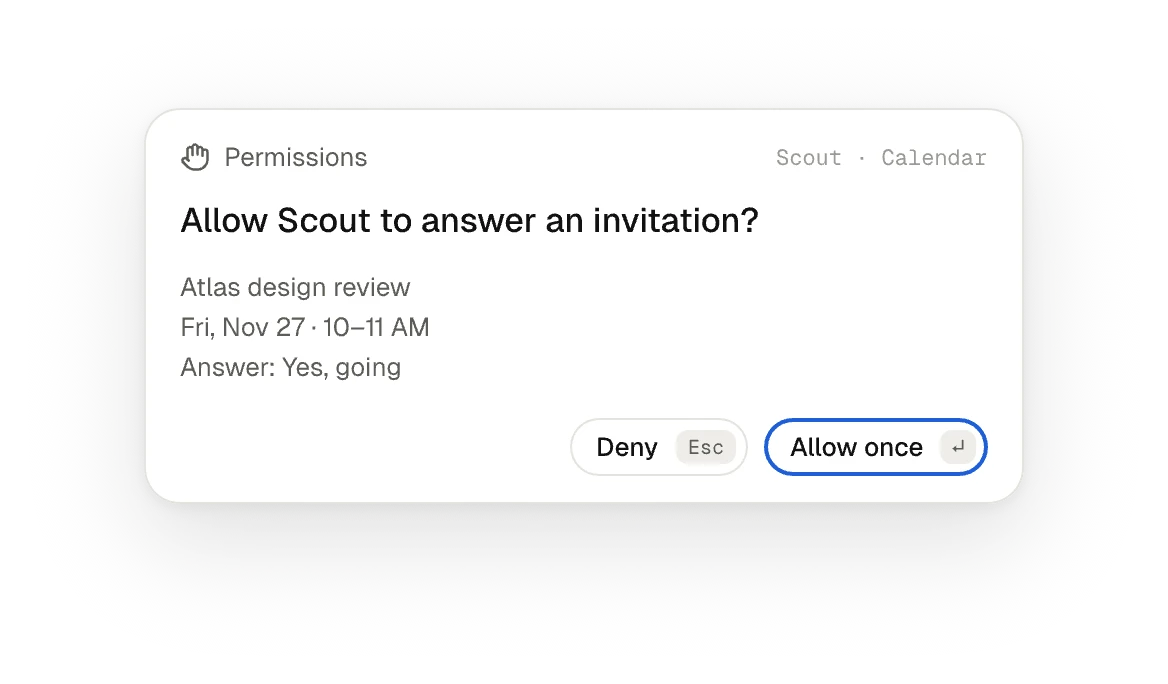 Permissions
Scout · Calendar
Allow Scout to answer an invitation?
Atlas design review
Fri, Nov 27 · 10–11 AM
Answer: Yes, going
Deny Esc
Allow once ↵